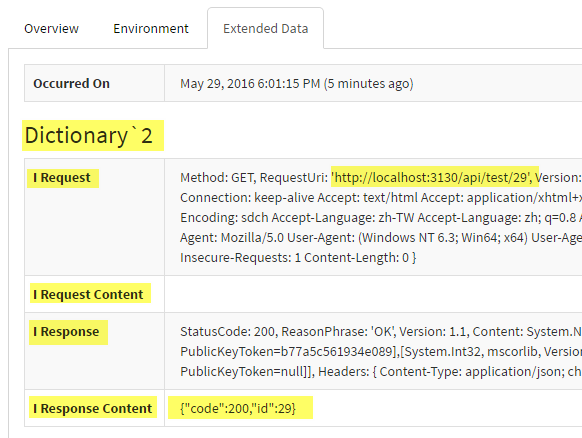 Overview Environment Extended Data
Occurred On May 29, 2016 6:01:15 PM (5 minutes ago)
Dictionary`2
I Request Method: GET, RequestUri: 'http://localhost:3130/api/test/29', Version:
Connection: keep-alive Accept: text/html Accept: application/xhtml+x
Encoding: sdch Accept-Language: zh-TW Accept-Language: zh; q=0.8
Agent: Mozilla/5.0 User-Agent: (Windows NT 6.3; Win64; x64) User-Age
Insecure-Requests: 1 Content-Length: 0 }
I Request Content
I Response StatusCode: 200, ReasonPhrase: 'OK', Version: 1.1, Content: System.N
PublicKeyToken=b77a5c561934e089],[System.Int32, mscorlib, Versio
PublicKeyToken=null]], Headers: { Content-Type: application/json; ch
I Response Content {"code":200,"id":29}